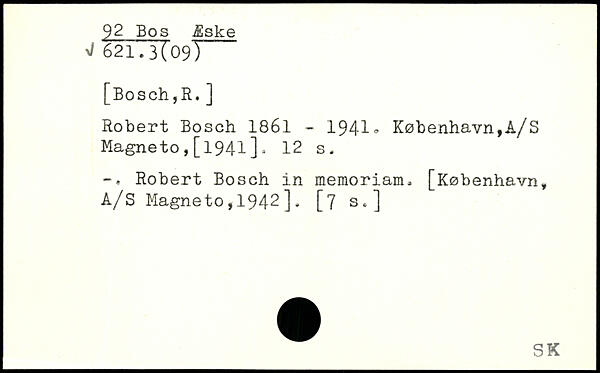 92 Bos Æske
√ 621.3(09)
[Bosch,R.]
Robert Bosch 1861 - 1941. København,A/S
Magneto,[1941]. 12 s.
-. Robert Bosch in memoriam. [København,
A/S Magneto,1942]. [7 s.]
SK